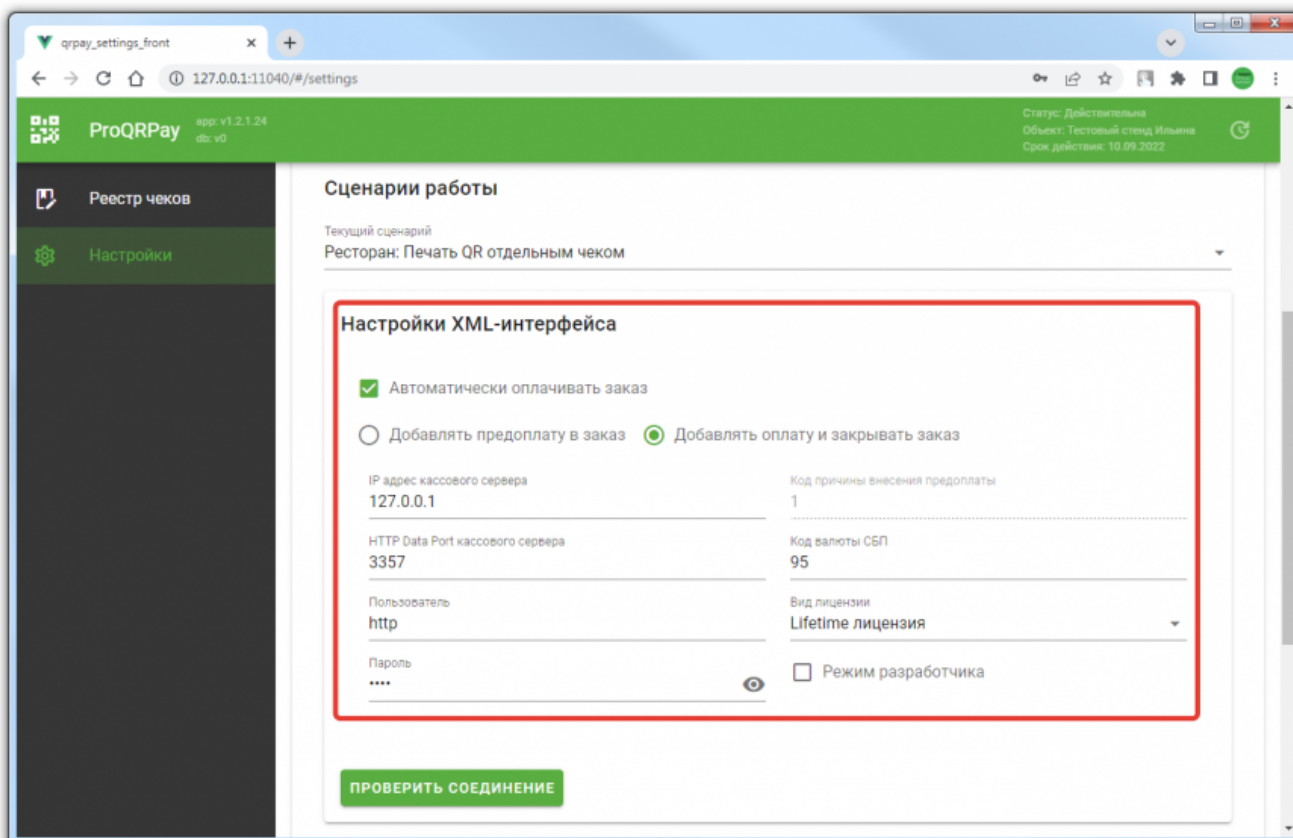 qrpay_settings_front
127.0.0.1:11040/#/settings
ProQRPay
app: v1.2.1.24
db: v0
Статус: Действительна
Объект: Тестовый стенд Ильина
Срок действия: 10.09.2022
Реестр чеков
Настройки
Сценарии работы
Текущий сценарий
Ресторан: Печать QR отдельным чеком
Настройки XML-интерфейса
Автоматически оплачивать заказ
Добавлять предоплату в заказ
Добавлять оплату и закрывать заказ
IP адрес кассового сервера
127.0.0.1
Код причины внесения предоплаты
1
HTTP Data Port кассового сервера
3357
Код валюты СБП
95
Пользователь
http
Вид лицензии
Lifetime лицензия
Пароль
••••
Режим разработчика
ПРОВЕРИТЬ СОЕДИНЕНИЕ